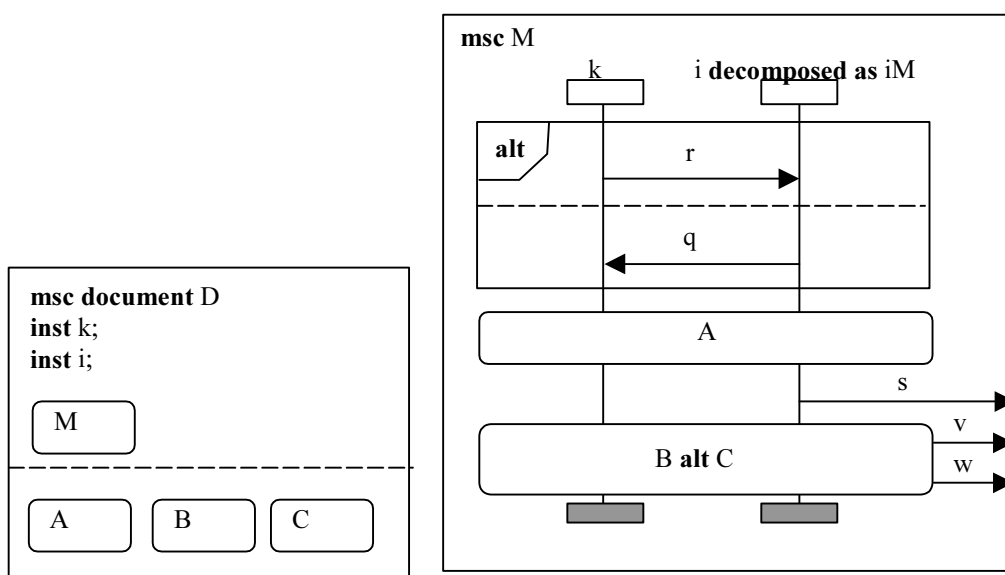 msc document D
inst k;
inst i;
M
A B C
msc M
k i decomposed as iM
alt
r
q
A
s
v
B alt C
w